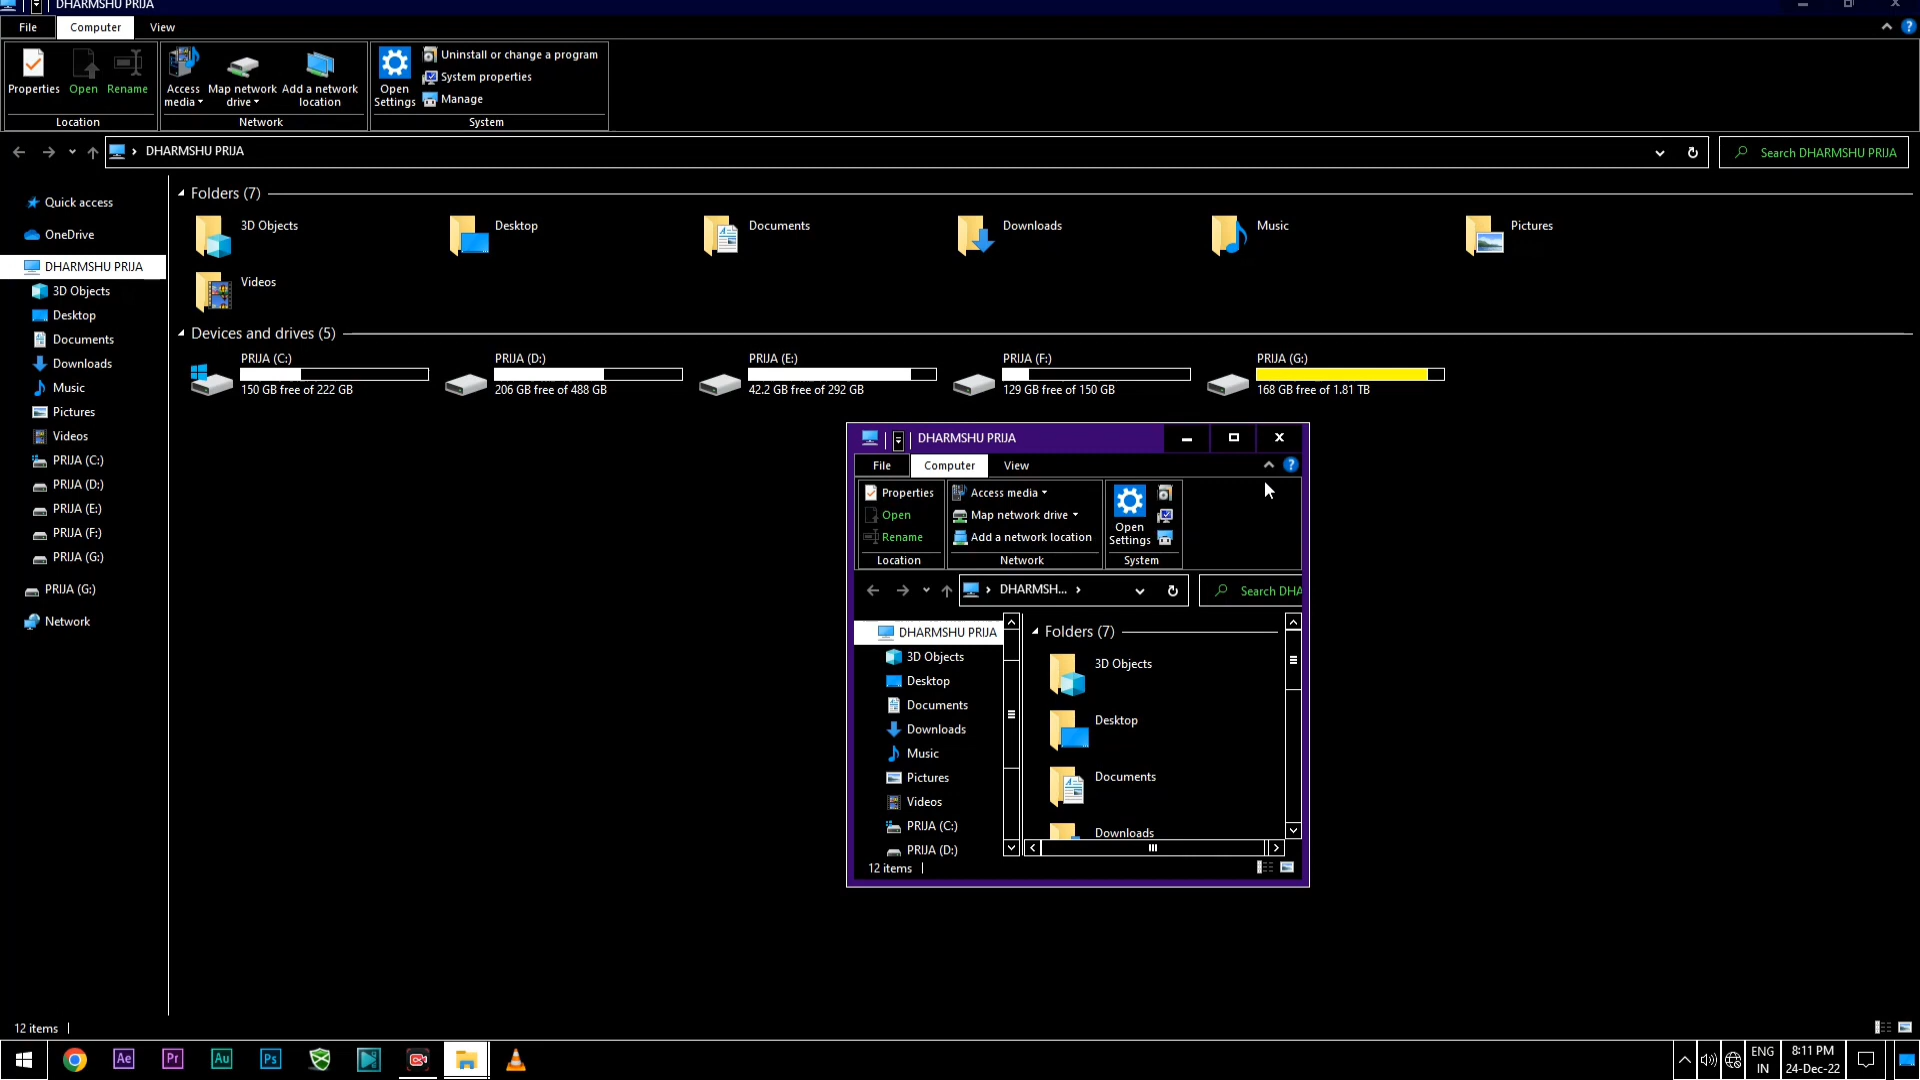 DHARMSHU PRIJA
File Computer View
Properties Open Rename
Location
Access media
Map network drive
Add a network location
Network
Open Settings
Uninstall or change a program
System properties
Manage
System
DHARMSHU PRIJA
Search DHARMSHU PRIJA
Quick access
OneDrive
DHARMSHU PRIJA
3D Objects
Desktop
Documents
Downloads
Music
Pictures
Videos
PRIJA (C:)
PRIJA (D:)
PRIJA (E:)
PRIJA (F:)
PRIJA (G:)
PRIJA (G:)
Network
Folders (7)
3D Objects
Desktop
Documents
Downloads
Music
Pictures
Videos
Devices and drives (5)
PRIJA (C:)
150 GB free of 222 GB
PRIJA (D:)
206 GB free of 488 GB
PRIJA (E:)
42.2 GB free of 292 GB
PRIJA (F:)
129 GB free of 150 GB
PRIJA (G:)
168 GB free of 1.81 TB
DHARMSHU PRIJA
File Computer View
Properties
Open
Rename
Location
Access media
Map network drive
Add a network location
Network
Open
Settings
System
DHARMSH...
Search DHA
DHARMSHU PRIJA
3D Objects
Desktop
Documents
Downloads
Music
Pictures
Videos
PRIJA (C:)
PRIJA (D:)
Folders (7)
3D Objects
Desktop
Documents
Downloads
12 items
12 items
Ae Pr Au Ps
ENG
IN
8:11 PM
24-Dec-22